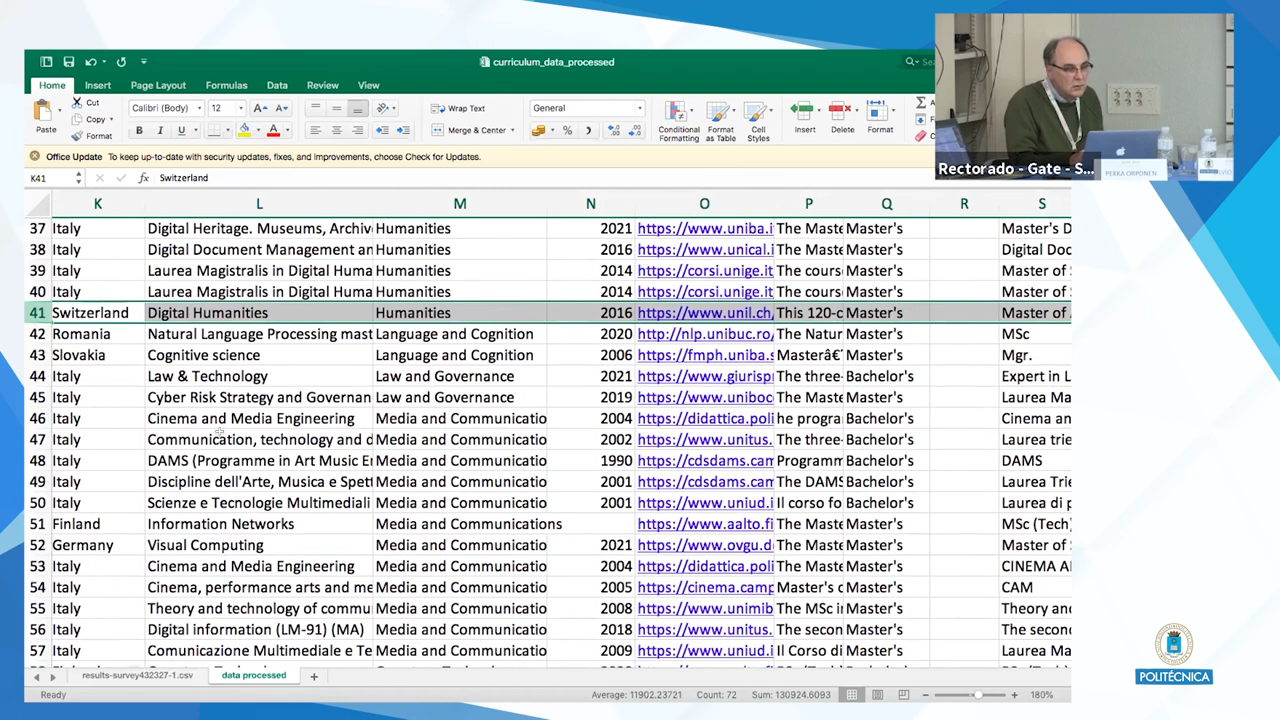 curriculum_data_processed
Home Insert Page Layout Formulas Data Review View
Paste Cut Copy Format
Calibri (Body) 12
B I U
Wrap Text
Merge & Center
General
Conditional Formatting
Format as Table
Cell Styles
Insert Delete Format
Office Update To keep up-to-date with security updates, fixes, and improvements, choose Check for Updates.
K41 fx Switzerland
K L M N O P Q R S
37 Italy Digital Heritage. Museums, Archiv Humanities 2021 https://www.uniba.i The Maste Master's Master's D
38 Italy Digital Document Management an Humanities 2016 https://www.unical.i The Maste Master's Digital Doc
39 Italy Laurea Magistralis in Digital Huma Humanities 2014 https://corsi.unige.it The cours Master's Master of S
40 Italy Laurea Magistralis in Digital Huma Humanities 2014 https://corsi.unige.it The cours Master's Master of S
41 Switzerland Digital Humanities Humanities 2016 https://www.unil.ch, This 120-c Master's Master of
42 Romania Natural Language Processing mast Language and Cognition 2020 http://nlp.unibuc.ro, The Natur Master's MSc
43 Slovakia Cognitive science Language and Cognition 2006 https://fmph.uniba.s Masterâ€ Master's Mgr.
44 Italy Law & Technology Law and Governance 2021 https://www.giurispr The three- Bachelor's Expert in L
45 Italy Cyber Risk Strategy and Governan Law and Governance 2019 https://www.uniboc The Maste Master's Laurea Ma
46 Italy Cinema and Media Engineering Media and Communicatio 2004 https://didattica.poli he progra Bachelor's Cinema an
47 Italy Communication, technology and d Media and Communicatio 2002 https://www.unitus. The three- Bachelor's Laurea trie
48 Italy DAMS (Programme in Art Music E Media and Communicatio 1990 https://cdsdams.cam Programm Bachelor's DAMS
49 Italy Discipline dell'Arte, Musica e Spett Media and Communicatio 2001 https://cdsdams.cam The DAMS Bachelor's Laurea Trie
50 Italy Scienze e Tecnologie Multimediali Media and Communicatio 2001 https://www.uniud.i Il corso fo Bachelor's Laurea di p
51 Finland Information Networks Media and Communications https://www.aalto.fi The Maste Master's MSc (Tech)
52 Germany Visual Computing Media and Communicatio 2021 https://www.ovgu.d The Maste Master's Master of S
53 Italy Cinema and Media Engineering Media and Communicatio 2004 https://didattica.poli The Maste Master's CINEMA A
54 Italy Cinema, performance arts and me Media and Communicatio 2005 https://cinema.camp Master's c Master's CAM
55 Italy Theory and technology of commu Media and Communicatio 2008 https://www.unimib The MSc i Master's Theory and
56 Italy Digital information (LM-91) (MA) Media and Communicatio 2018 https://www.unitus. The secon Master's The second
57 Italy Comunicazione Multimediale e Te Media and Communicatio 2009 https://www.uniud.i Il Corso di Master's Laurea ma
results-survey432327-1.csv data processed
Ready Average: 11902.23721 Count: 72 Sum: 130924.6093 180%
Rectorado - Gate - S...
PEKKA ORPONEN
POLITÉCNICA